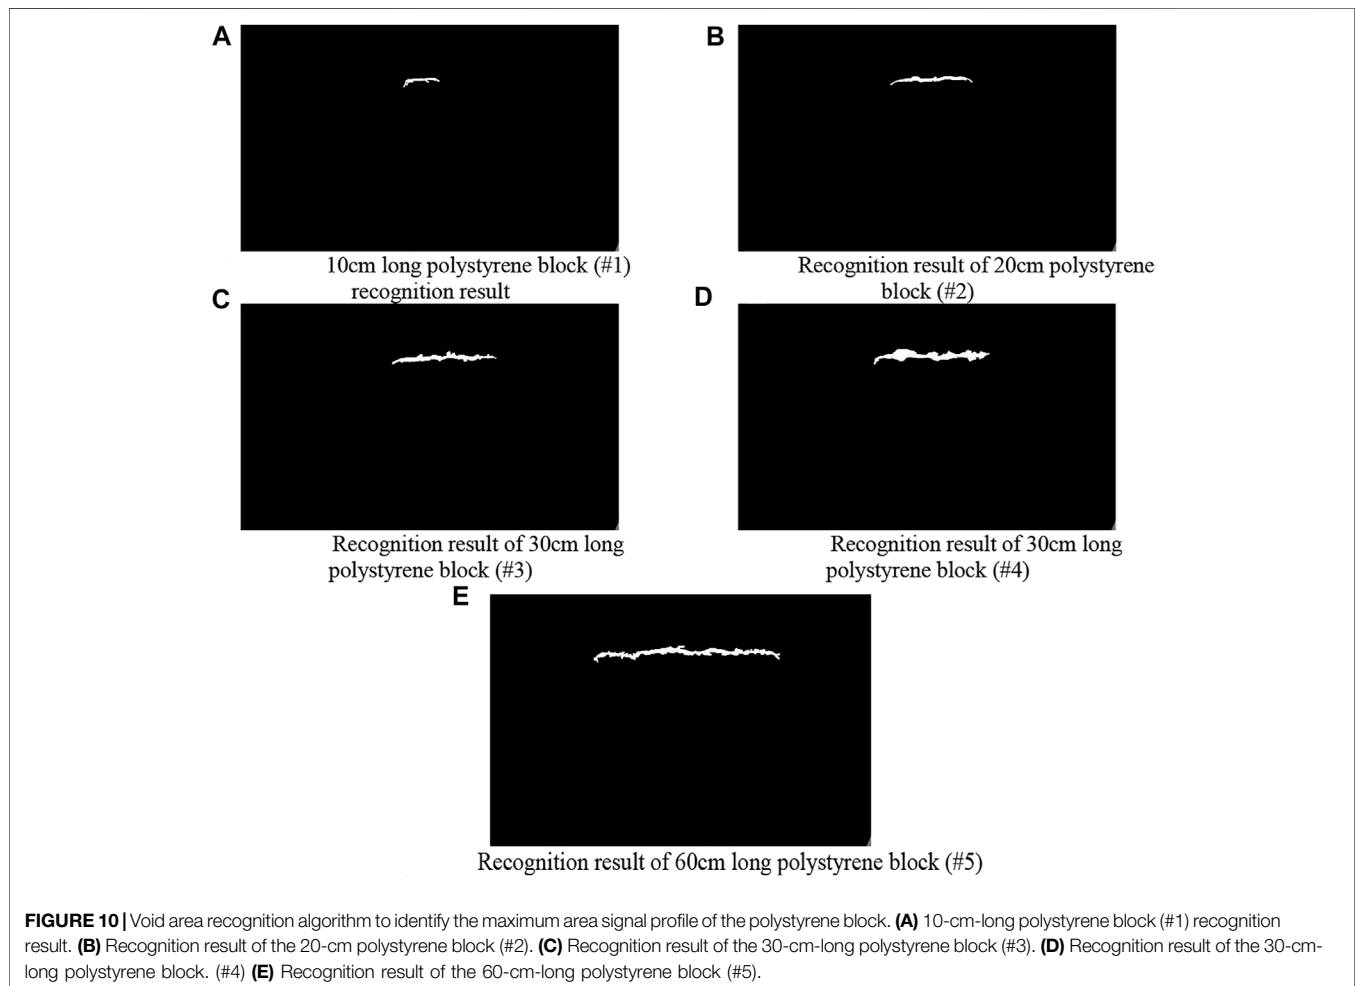 A
B
10cm long polystyrene block (#1)
recognition result
Recognition result of 20cm polystyrene
block (#2)
C
D
Recognition result of 30cm long
polystyrene block (#3)
Recognition result of 30cm long
polystyrene block (#4)
E
Recognition result of 60cm long polystyrene block (#5)
FIGURE 10 | Void area recognition algorithm to identify the maximum area signal profile of the polystyrene block. (A) 10-cm-long polystyrene block (#1) recognition
result. (B) Recognition result of the 20-cm polystyrene block (#2). (C) Recognition result of the 30-cm-long polystyrene block (#3). (D) Recognition result of the 30-cm-
long polystyrene block. (#4) (E) Recognition result of the 60-cm-long polystyrene block (#5).